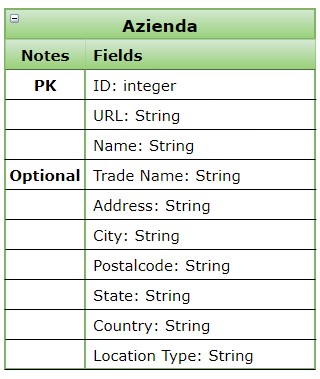 Azienda
Notes Fields
PK ID: integer
URL: String
Name: String
Optional Trade Name: String
Address: String
City: String
Postalcode: String
State: String
Country: String
Location Type: String